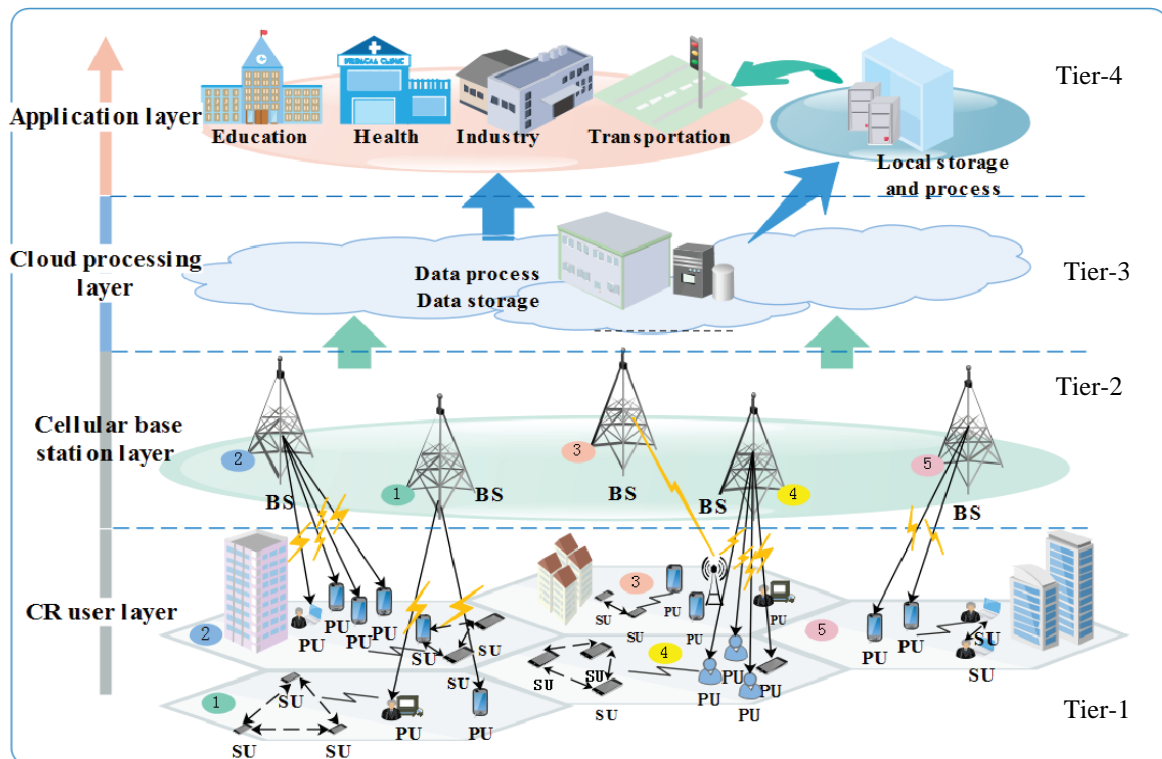 Tier-4
Application layer
Education
Health
Industry
Transportation
Local storage
and process
Cloud processing
layer
Data process
Data storage
Tier-3
Tier-2
Cellular base
station layer
2
BS
1
BS
3
BS
BS
4
5
BS
CR user layer
2
PU
PU
PU
PU
SU
SU
SU
3
SU
SU
PU
PU
PU
4
SU
SU
SU
PU
PU
PU
PU
5
PU
PU
SU
SU
1
SU
SU
SU
PU
PU
Tier-1